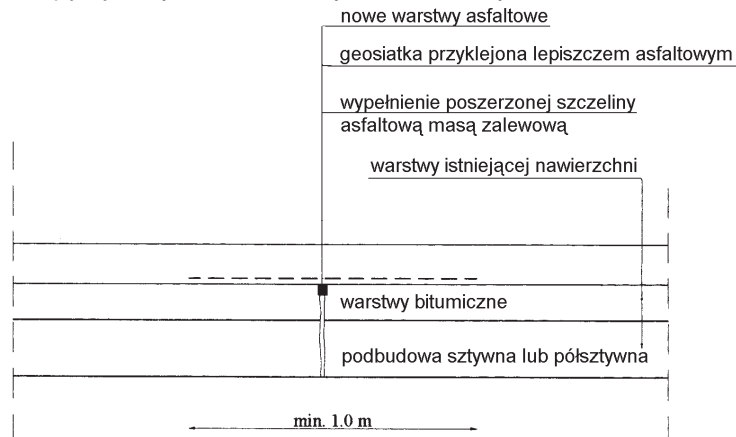 nowe warstwy asfaltowe
geosiatka przyklejona lepiszczem asfaltowym
wypełnienie poszerzonej szczeliny
asfaltową masą zalewową
warstwy istniejącej nawierzchni
warstwy bitumiczne
podbudowa sztywna lub półsztywna
min. 1.0 m